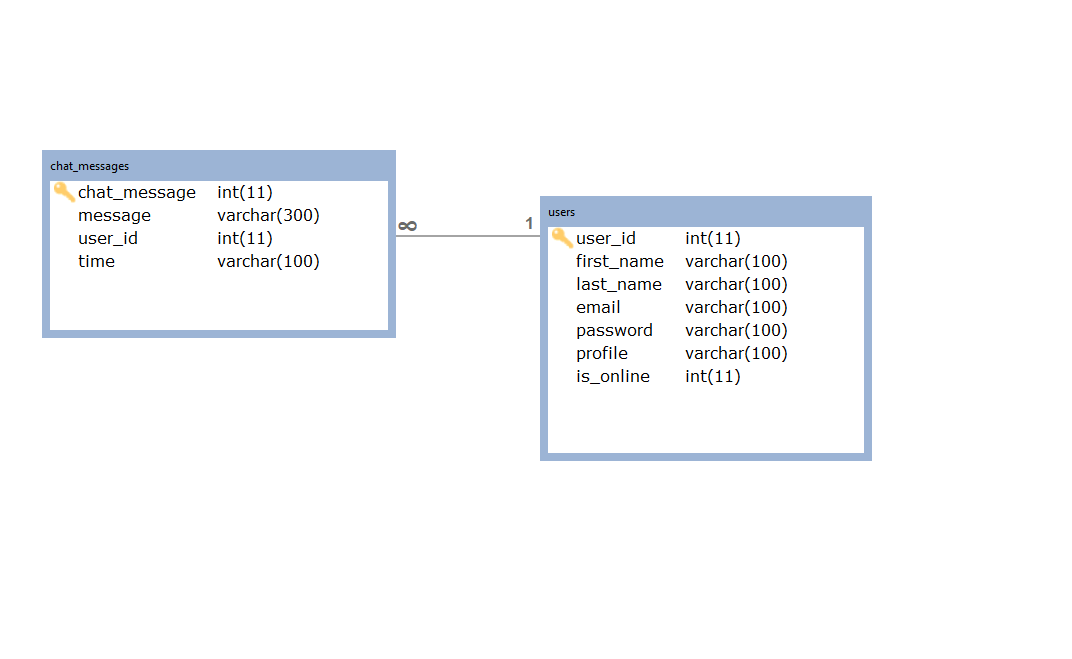 chat_messages
chat_message int(11)
message varchar(300)
user_id int(11)
time varchar(100)
∞ 1
users
user_id int(11)
first_name varchar(100)
last_name varchar(100)
email varchar(100)
password varchar(100)
profile varchar(100)
is_online int(11)